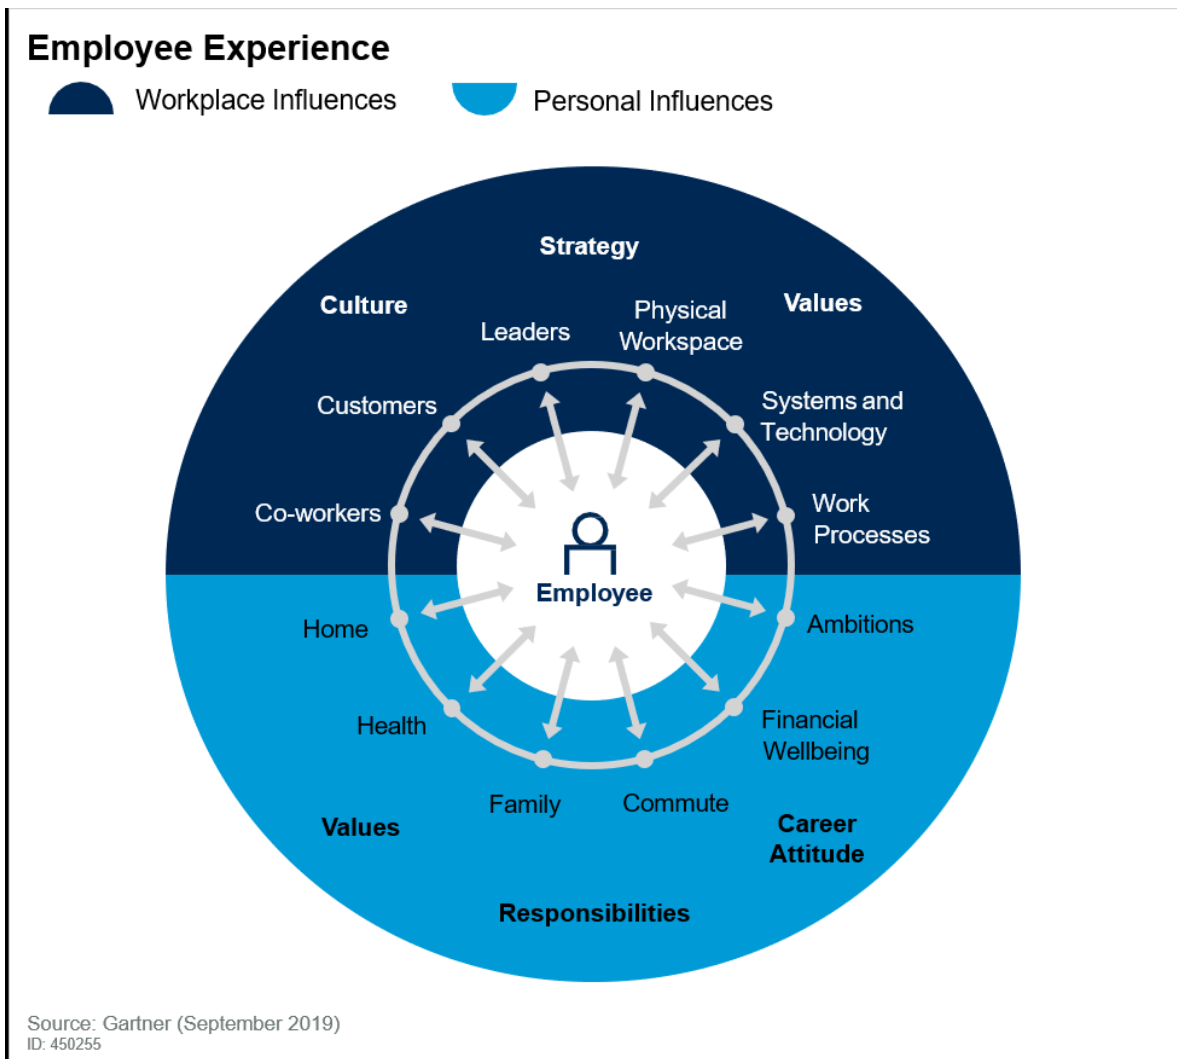 Employee Experience
Workplace Influences
Personal Influences
Strategy
Culture
Values
Leaders
Physical
Workspace
Customers
Systems and
Technology
Co-workers
Work
Processes
Employee
Home
Ambitions
Health
Financial
Wellbeing
Family
Commute
Values
Career
Attitude
Responsibilities
Source: Gartner (September 2019)
ID: 450255